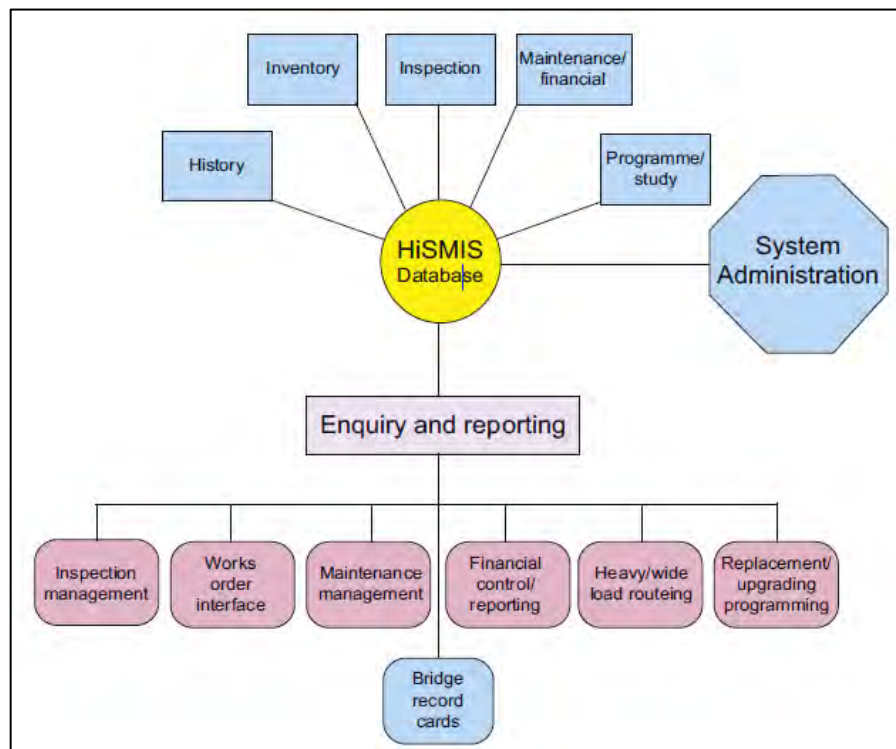 Inventory
Inspection
Maintenance/
financial
History
Programme/
study
HiSMIS
Database
System
Administration
Enquiry and reporting
Inspection
management
Works
order
interface
Maintenance
management
Financial
control/
reporting
Heavy/wide
load routeing
Replacement/
upgrading
programming
Bridge
record
cards